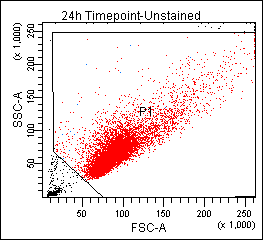 24h Timepoint-Unstained
(x 1,000)
SSC-A
250
200
150
100
50
P1
50 100 150 200 250
FSC-A
(x 1,000)